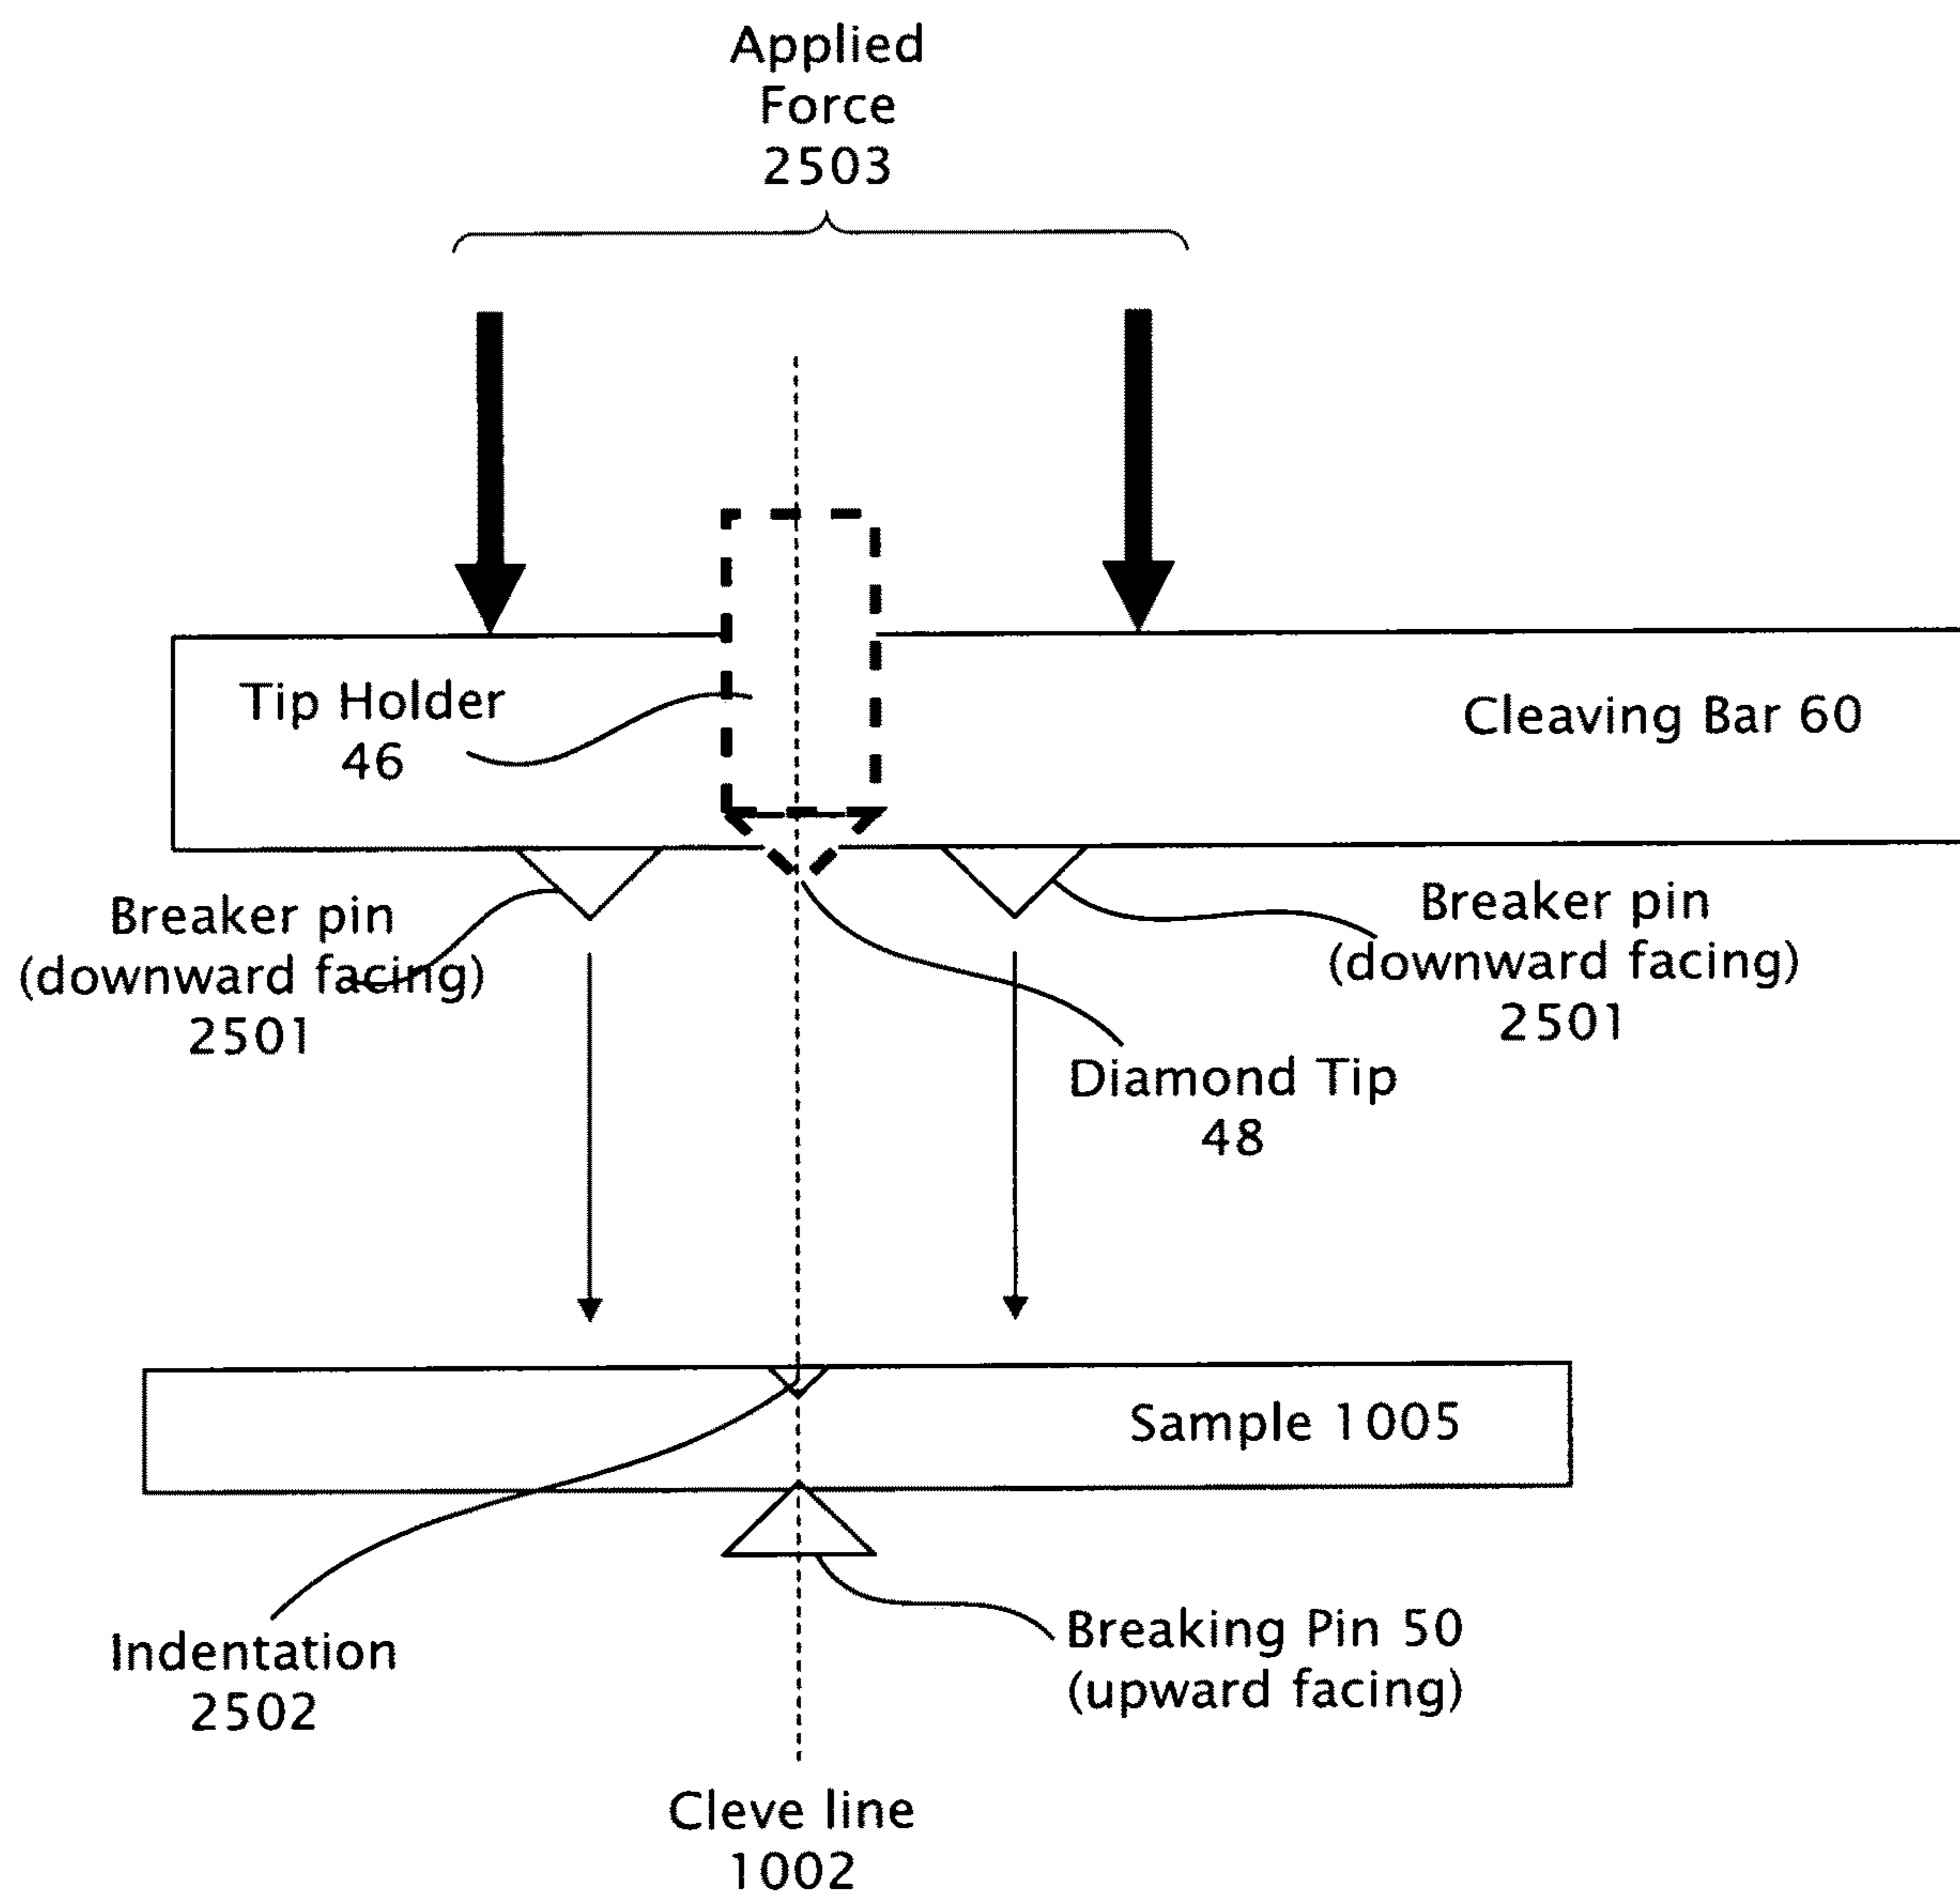 Applied
Force
2503
Tip Holder
46
Cleaving Bar 60
Breaker pin
(downward facing)
2501
Breaker pin
(downward facing)
2501
Diamond Tip
48
Sample 1005
Indentation
2502
Breaking Pin 50
(upward facing)
Cleve line
1002